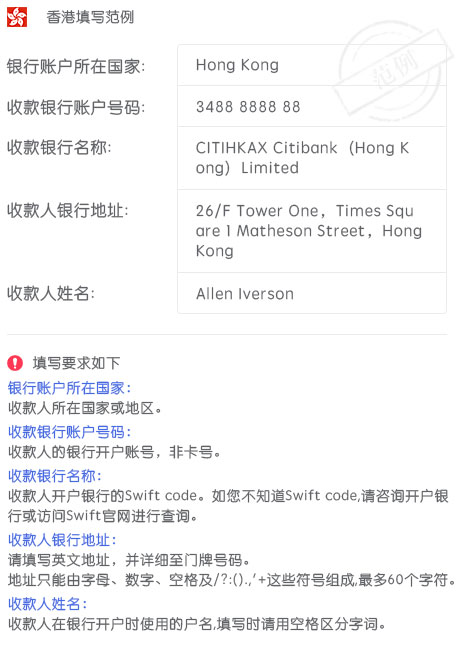 香港填写范例
范例
银行账户所在国家:
Hong Kong
收款银行账户号码:
3488 8888 88
收款银行名称:
CITIHKAX Citibank（Hong K
ong）Limited
收款人银行地址:
26/F Tower One，Times Squ
are 1 Matheson Street，Hong
Kong
收款人姓名:
Allen Iverson
填写要求如下
银行账户所在国家：
收款人所在国家或地区。
收款银行账户号码：
收款人的银行开户账号，非卡号。
收款银行名称：
收款人开户银行的Swift code。如您不知道Swift code,请咨询开户银
行或访问Swift官网进行查询。
收款人银行地址：
请填写英文地址，并详细至门牌号码。
地址只能由字母、数字、空格及/?:().,'+这些符号组成,最多60个字符。
收款人姓名：
收款人在银行开户时使用的户名,填写时请用空格区分字词。